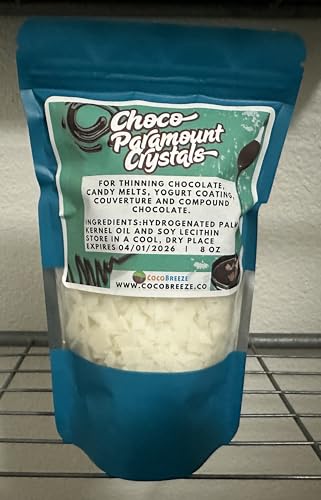 Choco
Paramount
Crystals
FOR THINNING CHOCOLATE,
CANDY MELTS, YOGURT COATING,
COUVERTURE AND COMPOUND
CHOCOLATE.
INGREDIENTS:HYDROGENATED PALM
KERNEL OIL AND SOY LECITHIN
STORE IN A COOL, DRY PLACE
EXPIRES 04/01/2026 | 8 OZ
COCOBREEZE
WWW.COCOBREEZE.CO